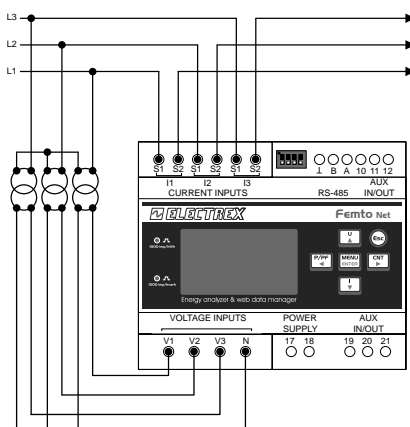 L3
L2
L1
S1 S2 S1 S2 S1 S2
I1 I2 I3
CURRENT INPUTS
⊥ B A 10 11 12
RS-485
AUX
IN/OUT
ELECTREX
Femto Net
U
Esc
P/PF
MENU
ENTER
CNT
I
Energy analyzer & web data manager
VOLTAGE INPUTS
POWER
SUPPLY
AUX
IN/OUT
V1 V2 V3 N
17 18
19 20 21